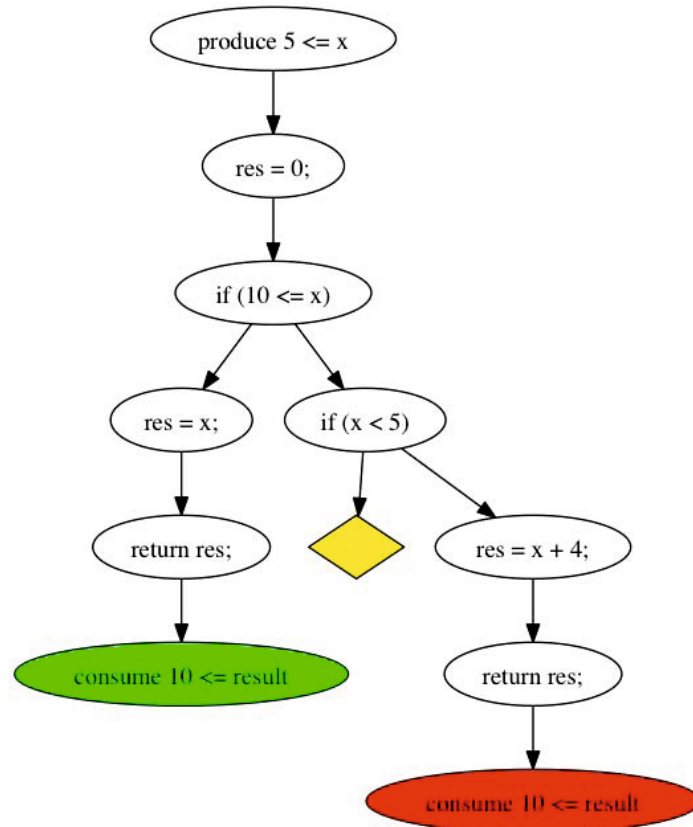 produce 5 <= x
res = 0;
if (10 <= x)
res = x;
if (x < 5)
return res;
res = x + 4;
consume 10 <= result
return res;
consume 10 <= result